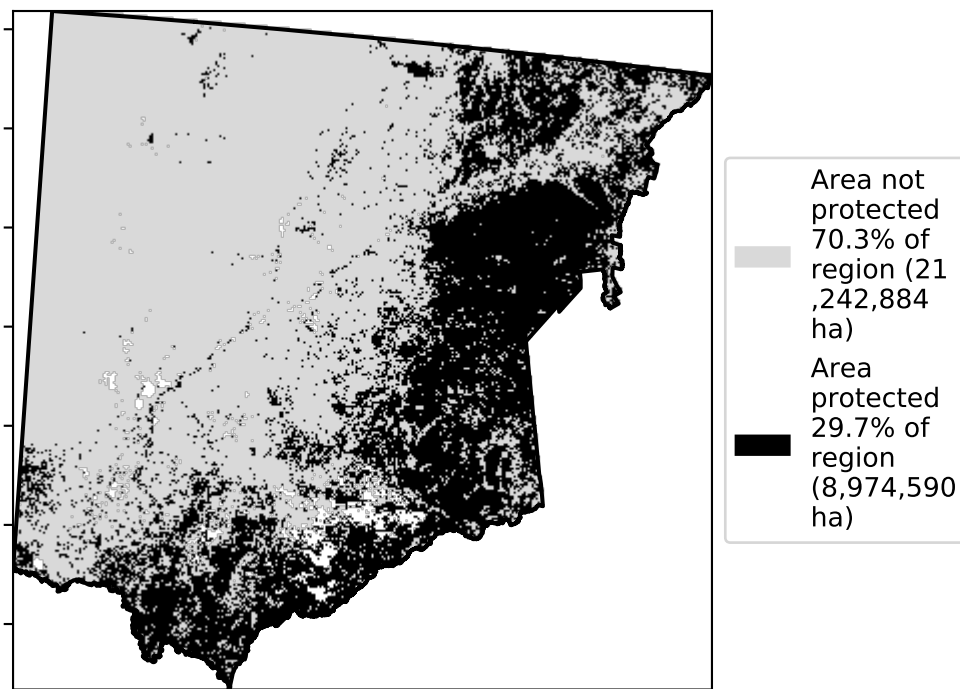 Area not
protected
70.3% of
region (21
,242,884
ha)
Area
protected
29.7% of
region
(8,974,590
ha)